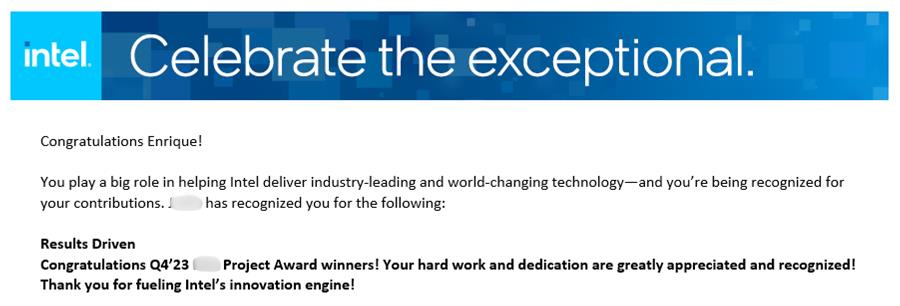 intel. Celebrate the exceptional.
Congratulations Enrique!
You play a big role in helping Intel deliver industry-leading and world-changing technology—and you’re being recognized for
your contributions. has recognized you for the following:
Results Driven
Congratulations Q4’23 Project Award winners! Your hard work and dedication are greatly appreciated and recognized!
Thank you for fueling Intel’s innovation engine!